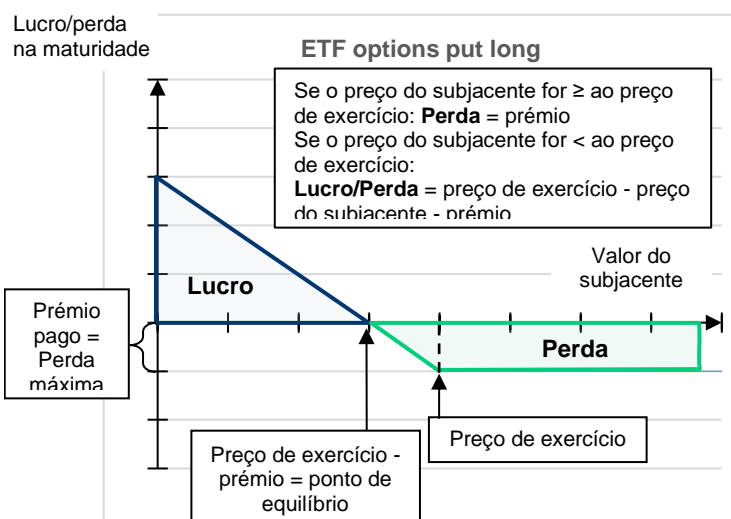 Lucro/perda
na maturidade
ETF options put long
Se o preço do subjacente for ≥ ao preço
de exercício: Perda = prémio
Se o preço do subjacente for < ao preço
de exercício:
Lucro/Perda = preço de exercício - preço
do subjacente - prémio
Valor do
subjacente
Lucro
Prémio
pago =
Perda
máxima
Perda
Preço de exercício
Preço de exercício -
prémio = ponto de
equilíbrio